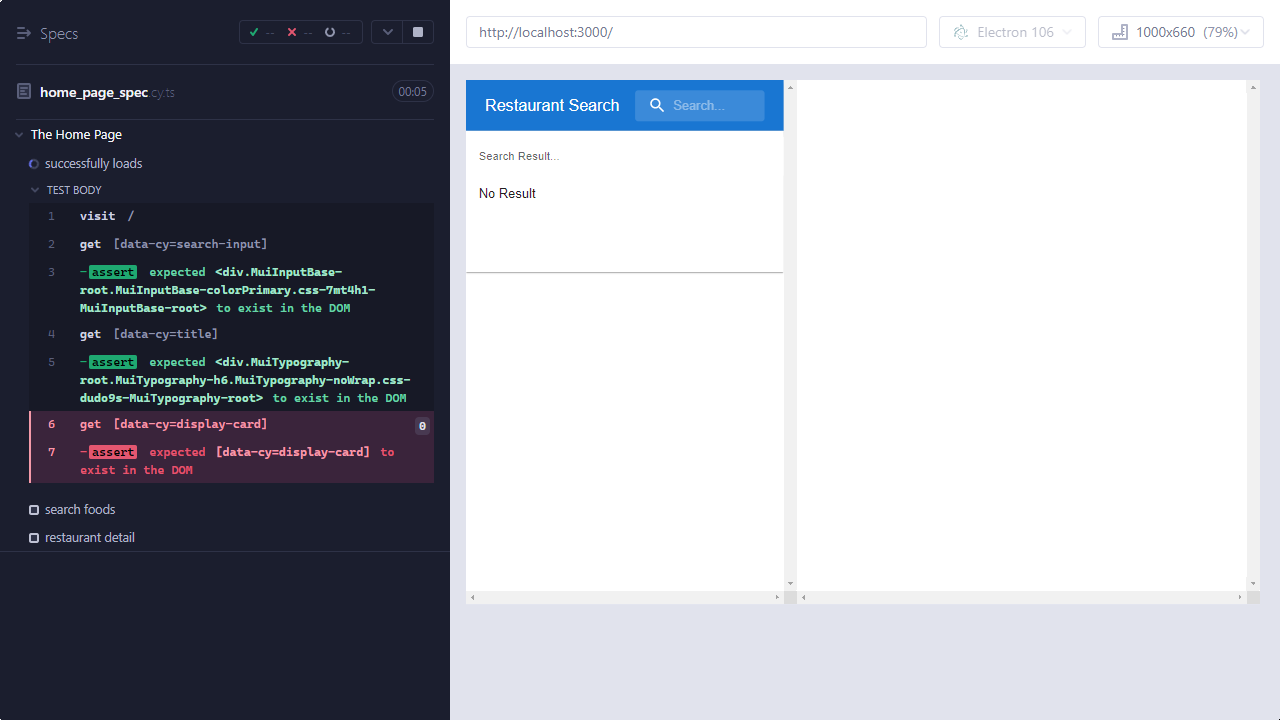 Specs
--
--
--
home_page_spec.cy.ts
00:05
The Home Page
successfully loads
TEST BODY
1 visit /
2 get [data-cy=search-input]
3 -assert expected <div.MuiInputBase-
root.MuiInputBase-colorPrimary.css-7mt4hl-
MuiInputBase-root> to exist in the DOM
4 get [data-cy=title]
5 -assert expected <div.MuiTypography-
root.MuiTypography-h6.MuiTypography-noWrap.css-
dudo9s-MuiTypography-root> to exist in the DOM
6 get [data-cy=display-card] 0
7 -assert expected [data-cy=display-card] to
exist in the DOM
search foods
restaurant detail
http://localhost:3000/
Electron 106
1000x660 (79%)
Restaurant Search
Search...
Search Result...
No Result